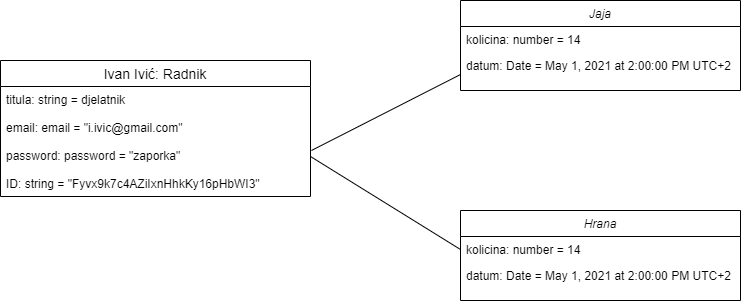 Jaja
kolicina: number = 14
datum: Date = May 1, 2021 at 2:00:00 PM UTC+2
Ivan Ivić: Radnik
titula: string = djelatnik
email: email = "i.ivic@gmail.com"
password: password = "zaporka"
ID: string = "Fyvx9k7c4AZiIxnHhkKy16pHbWI3"
Hrana
kolicina: number = 14
datum: Date = May 1, 2021 at 2:00:00 PM UTC+2